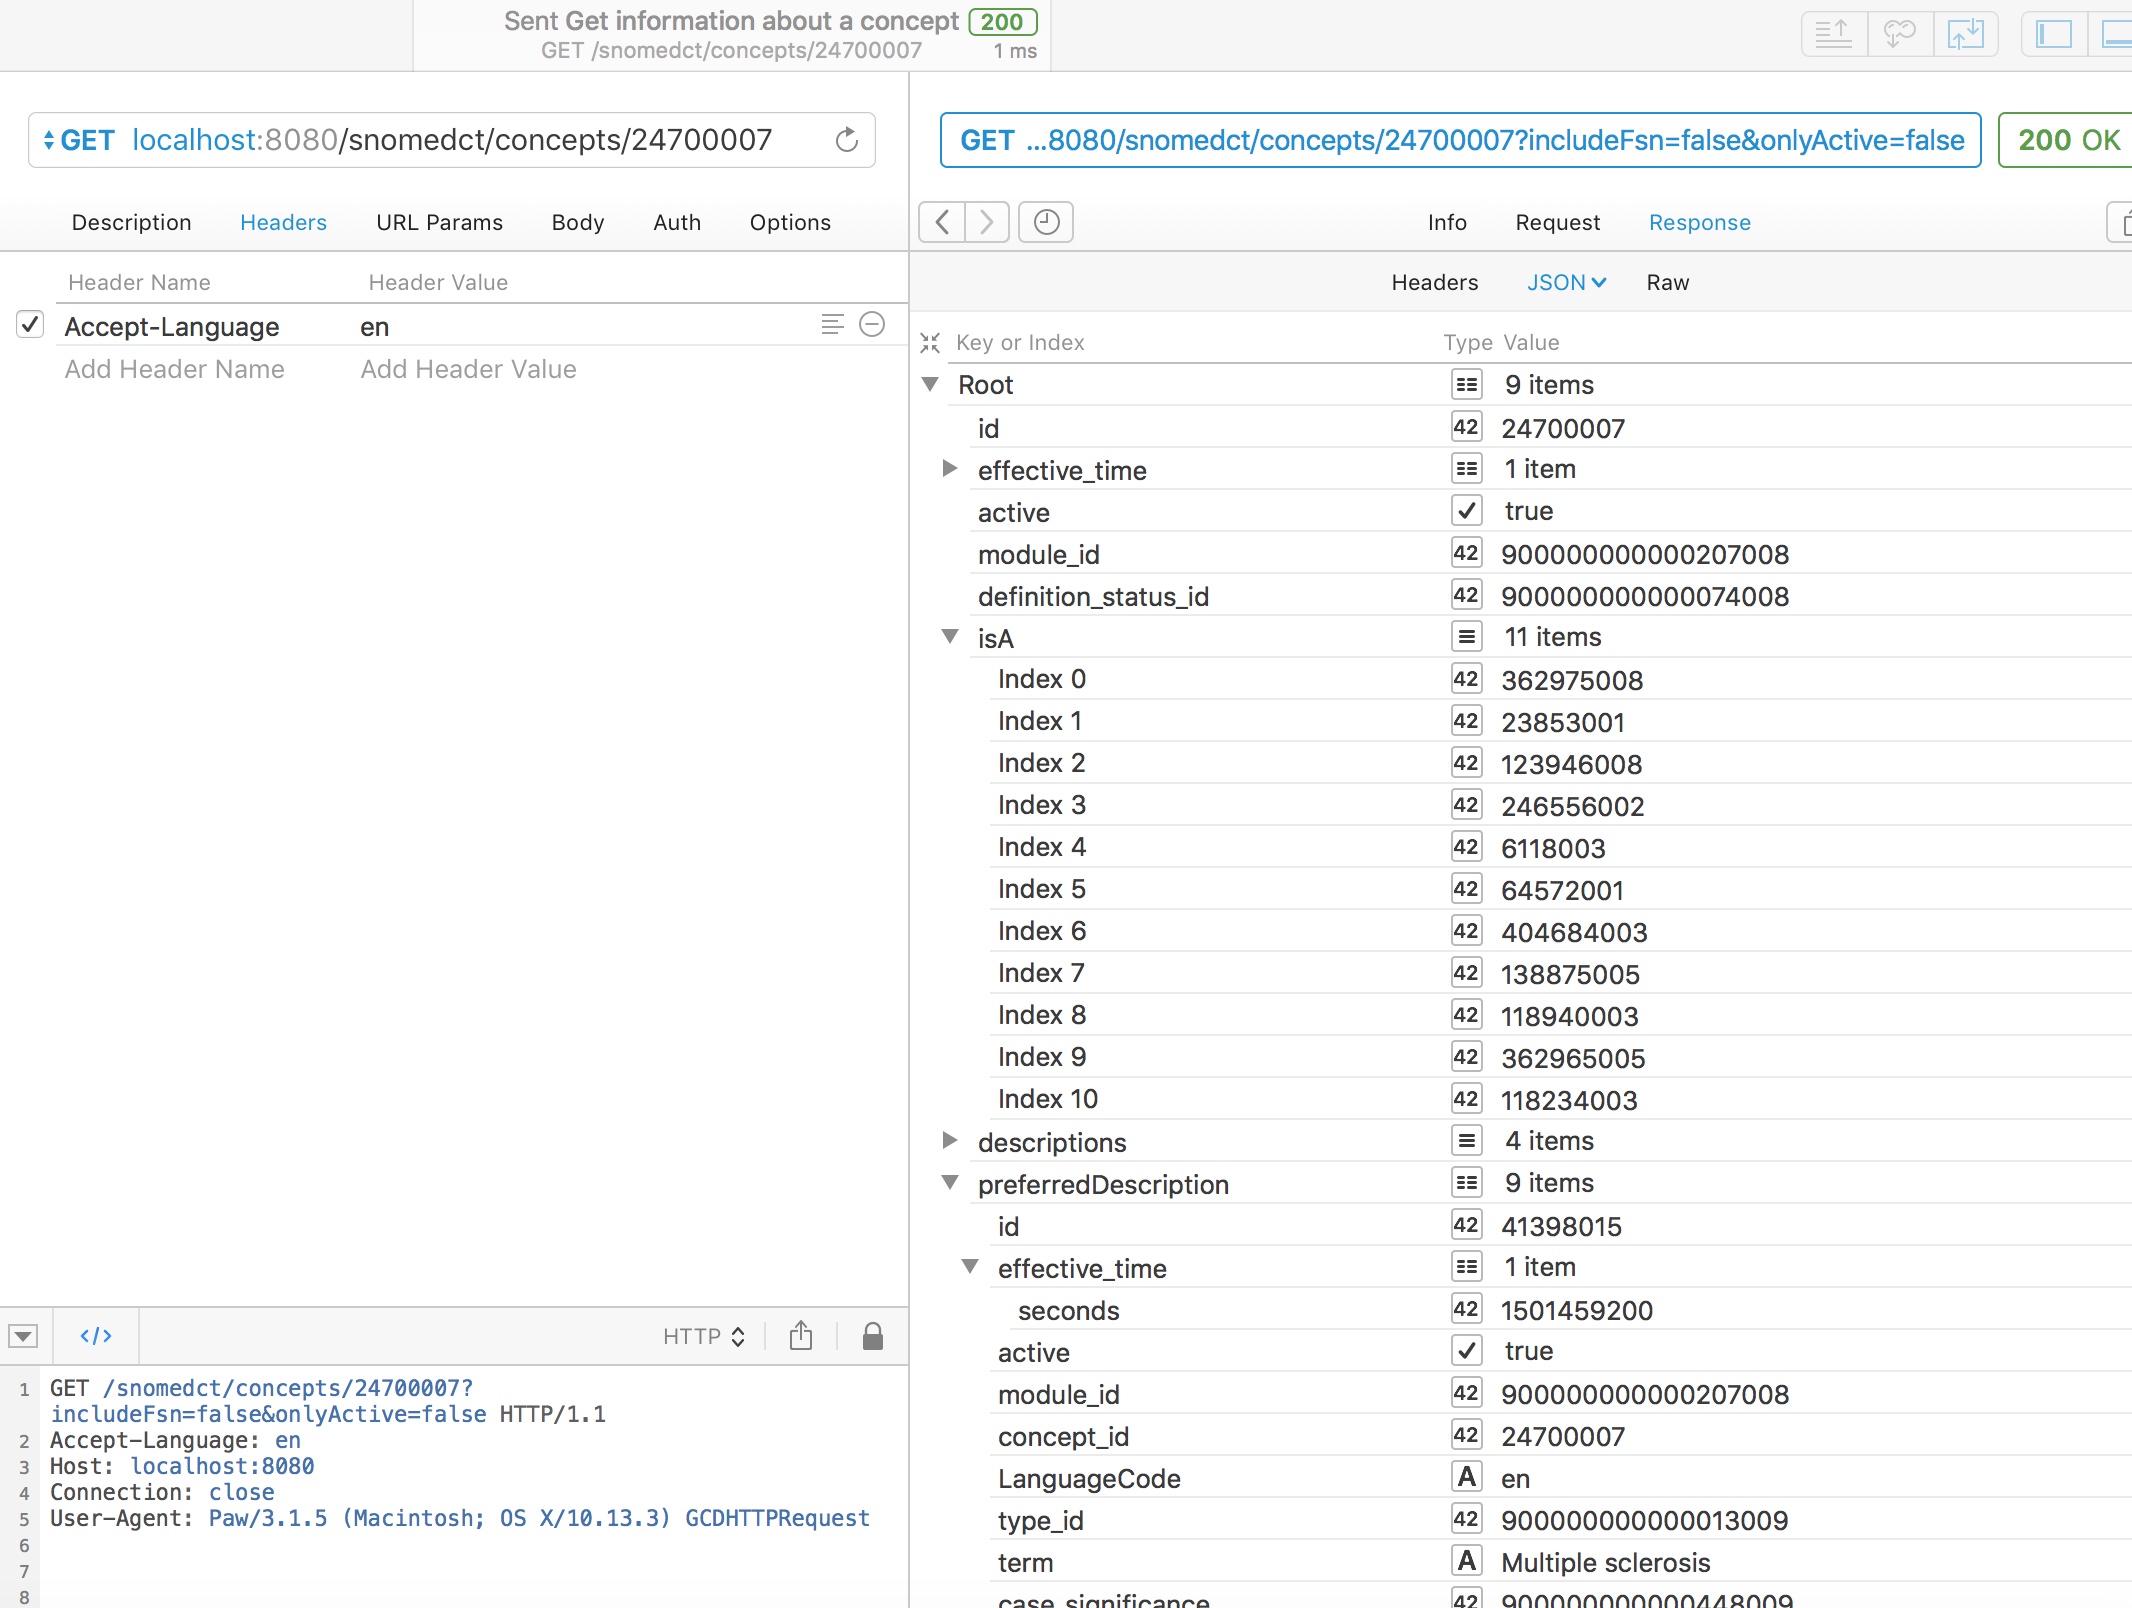 Sent Get information about a concept 200
GET /snomedct/concepts/24700007 1 ms
GET localhost:8080/snomedct/concepts/24700007
Description Headers URL Params Body Auth Options
Header Name Header Value
Accept-Language en
Add Header Name Add Header Value
HTTP
1 GET /snomedct/concepts/24700007?
includeFsn=false&onlyActive=false HTTP/1.1
2 Accept-Language: en
3 Host: localhost:8080
4 Connection: close
5 User-Agent: Paw/3.1.5 (Macintosh; OS X/10.13.3) GCDHTTPRequest
6
7
8
GET ...8080/snomedct/concepts/24700007?includeFsn=false&onlyActive=false 200 OK
Info Request Response
Headers JSON Raw
Key or Index Type Value
Root 9 items
id 42 24700007
effective_time 1 item
active true
module_id 42 900000000000207008
definition_status_id 42 900000000000074008
isA 11 items
Index 0 42 362975008
Index 1 42 23853001
Index 2 42 123946008
Index 3 42 246556002
Index 4 42 6118003
Index 5 42 64572001
Index 6 42 404684003
Index 7 42 138875005
Index 8 42 118940003
Index 9 42 362965005
Index 10 42 118234003
descriptions 4 items
preferredDescription 9 items
id 42 41398015
effective_time 1 item
seconds 42 1501459200
active true
module_id 42 900000000000207008
concept_id 42 24700007
LanguageCode A en
type_id 42 900000000000013009
term A Multiple sclerosis
case_significance 42 900000000000448009